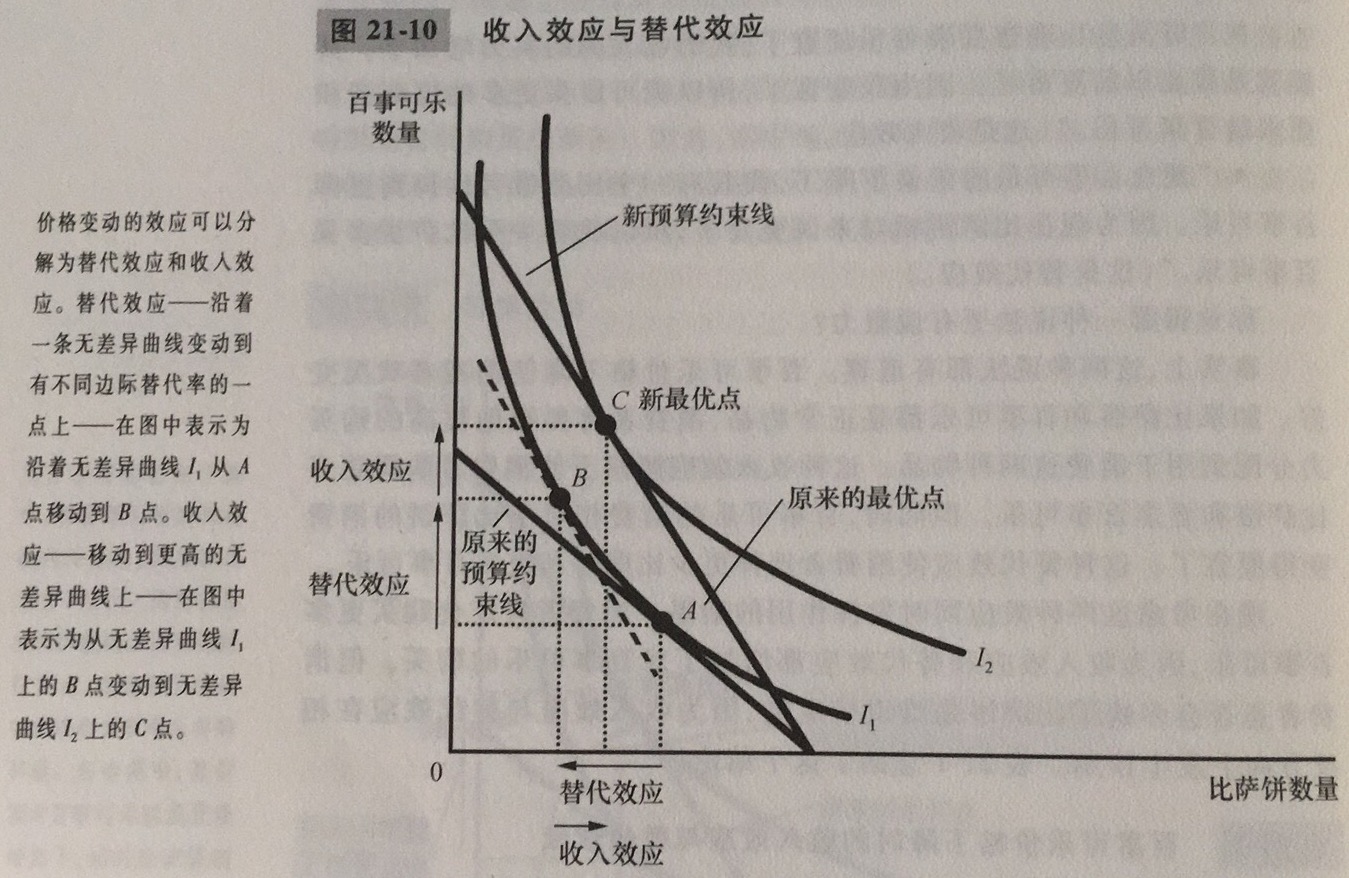 图 21-10 收入效应与替代效应
价格变动的效应可以分
解为替代效应和收入效
应。替代效应——沿着
一条无差异曲线变动到
有不同边际替代率的一
点上——在图中表示为
沿着无差异曲线 I₁ 从 A
点移动到 B 点。收入效
应——移动到更高的无
差异曲线上——在图中
表示为从无差异曲线 I₁
上的 B 点变动到无差异
曲线 I₂ 上的 C 点。
百事可乐
数量
新预算约束线
C 新最优点
收入效应
B
原来的最优点
原来的
预算约
束线
替代效应
A
I₂
I₁
0
替代效应
比萨饼数量
收入效应